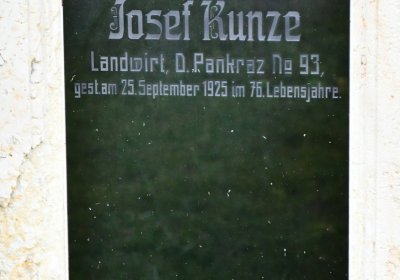 Josef Kunze
Landwirt, D. Pankraz No 93,
gest.am 25. September 1925 im 76. Lebensjahre.